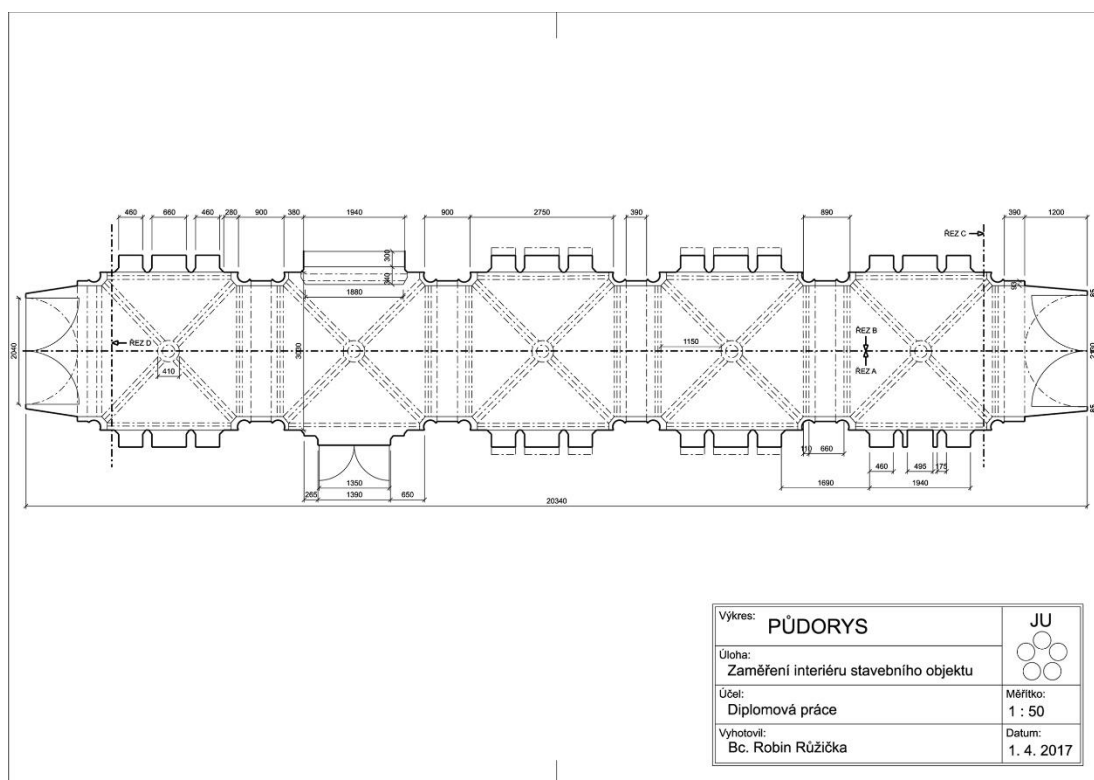 460 660 460 280 900 380 1940 900 2750 390 890 390 1200
ŘEZ C
300
340
1880
85
ŘEZ B
ŘEZ D
2040
3000
1150
410
ŘEZ A
85
110 660
460 495 175
1350
265 1390 650
1690 1940
20340
Výkres: PŮDORYS
JU
Úloha:
Zaměření interiéru stavebního objektu
Účel:
Diplomová práce
Měřítko:
1 : 50
Vyhotovil:
Bc. Robin Růžička
Datum:
1. 4. 2017